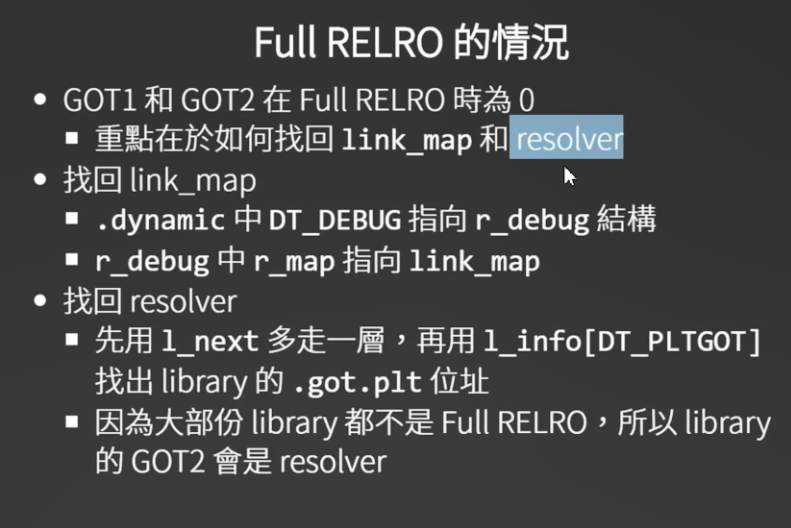 Full RELRO 的情況
• GOT1 和 GOT2 在 Full RELRO 時為 0
▪ 重點在於如何找回 link_map 和 resolver
• 找回 link_map
▪ .dynamic 中 DT_DEBUG 指向 r_debug 結構
▪ r_debug 中 r_map 指向 link_map
• 找回 resolver
▪ 先用 l_next 多走一層，再用 l_info[DT_PLTGOT]
找出 library 的 .got.plt 位址
▪ 因為大部份 library 都不是 Full RELRO，所以 library
的 GOT2 會是 resolver